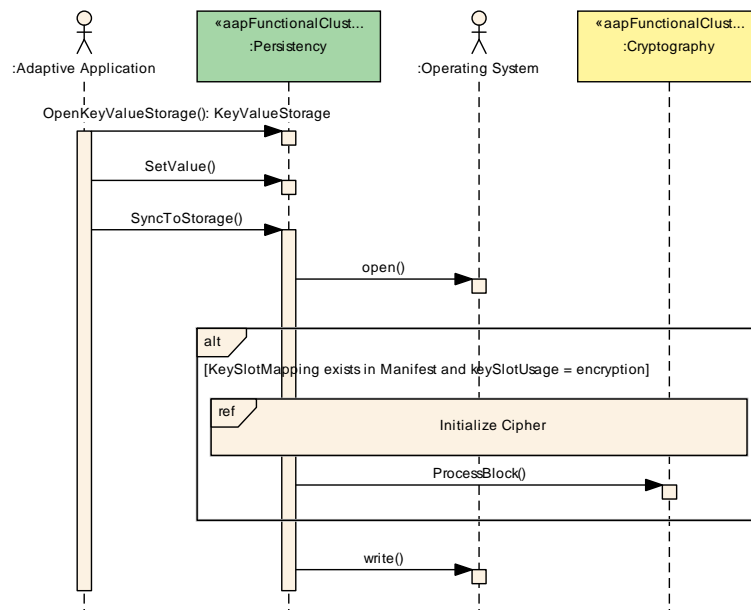 «aapFunctionalClust...
:Persistency
«aapFunctionalClust...
:Cryptography
:Adaptive Application
:Operating System
OpenKeyValueStorage(): KeyValueStorage
SetValue()
SyncToStorage()
open()
alt
[KeySlotMapping exists in Manifest and keySlotUsage = encryption]
ref
Initialize Cipher
ProcessBlock()
write()